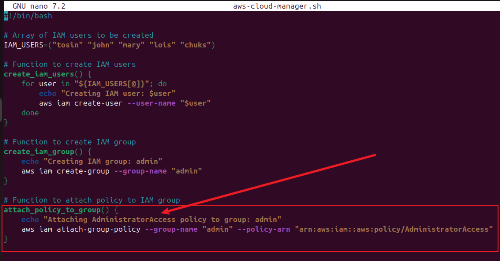 GNU nano 7.2 aws-cloud-manager.sh
#!/bin/bash
# Array of IAM users to be created
IAM_USERS=("tosin" "john" "mary" "lois" "chuks")
# Function to create IAM users
create_iam_users() {
for user in "${IAM_USERS[@]}"; do
echo "Creating IAM user: $user"
aws iam create-user --user-name "$user"
done
}
# Function to create IAM group
create_iam_group() {
echo "Creating IAM group: admin"
aws iam create-group --group-name "admin"
}
# Function to attach policy to IAM group
attach_policy_to_group() {
echo "Attaching AdministratorAccess policy to group: admin"
aws iam attach-group-policy --group-name "admin" --policy-arn "arn:aws:iam::aws:policy/AdministratorAccess"
}